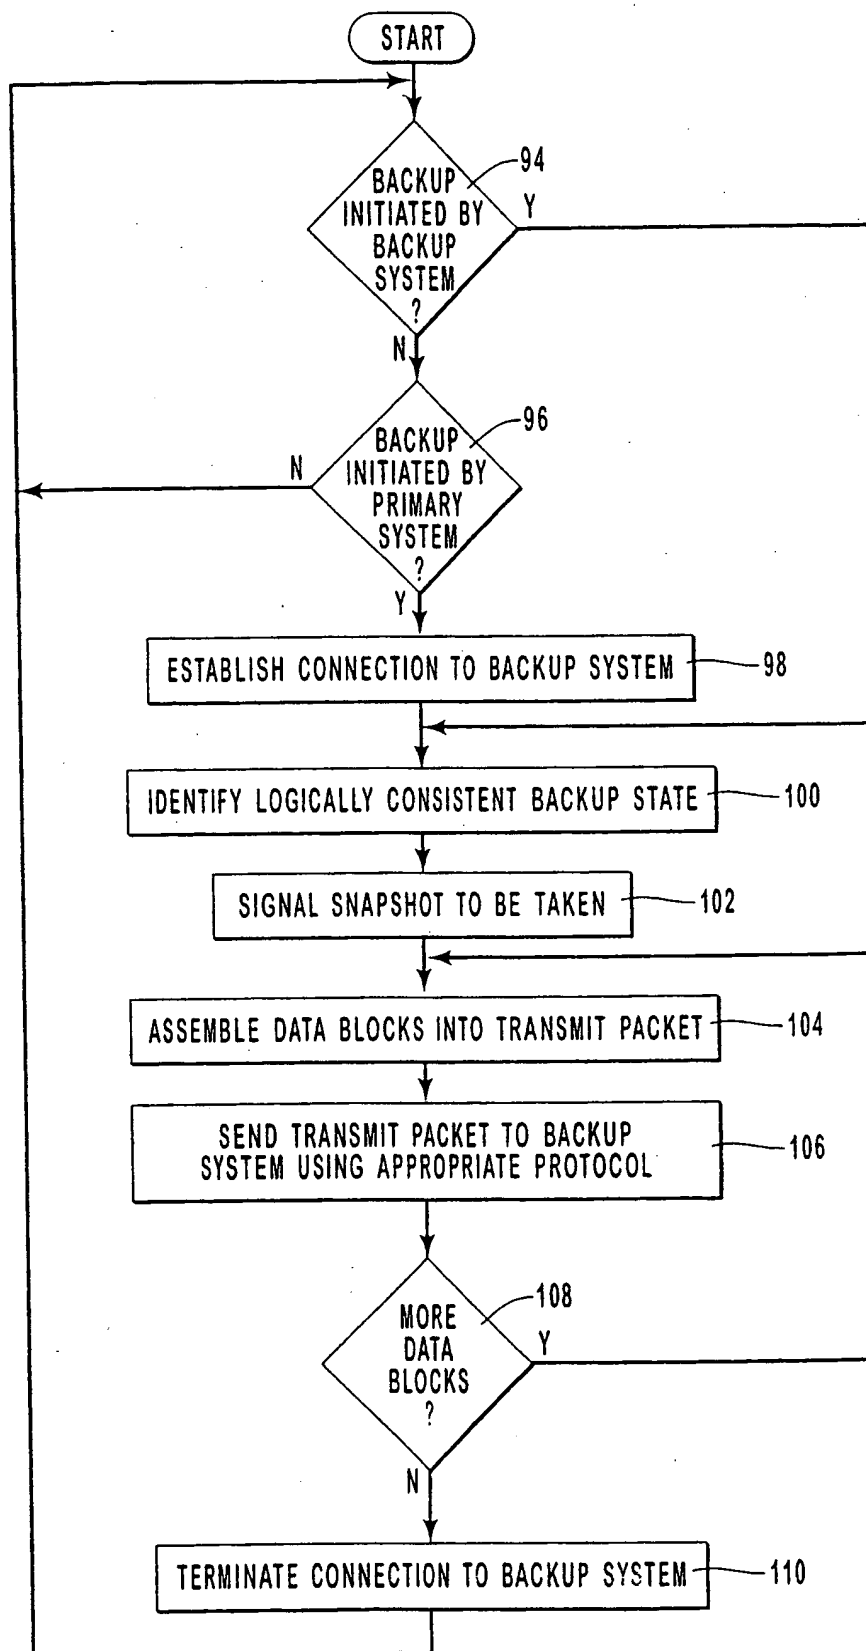 START
94
BACKUP
INITIATED BY
BACKUP
SYSTEM
?
Y
N
96
BACKUP
INITIATED BY
PRIMARY
SYSTEM
?
N
Y
ESTABLISH CONNECTION TO BACKUP SYSTEM
98
IDENTIFY LOGICALLY CONSISTENT BACKUP STATE
100
SIGNAL SNAPSHOT TO BE TAKEN
102
ASSEMBLE DATA BLOCKS INTO TRANSMIT PACKET
104
SEND TRANSMIT PACKET TO BACKUP
SYSTEM USING APPROPRIATE PROTOCOL
106
108
MORE
DATA
BLOCKS
?
Y
N
TERMINATE CONNECTION TO BACKUP SYSTEM
110